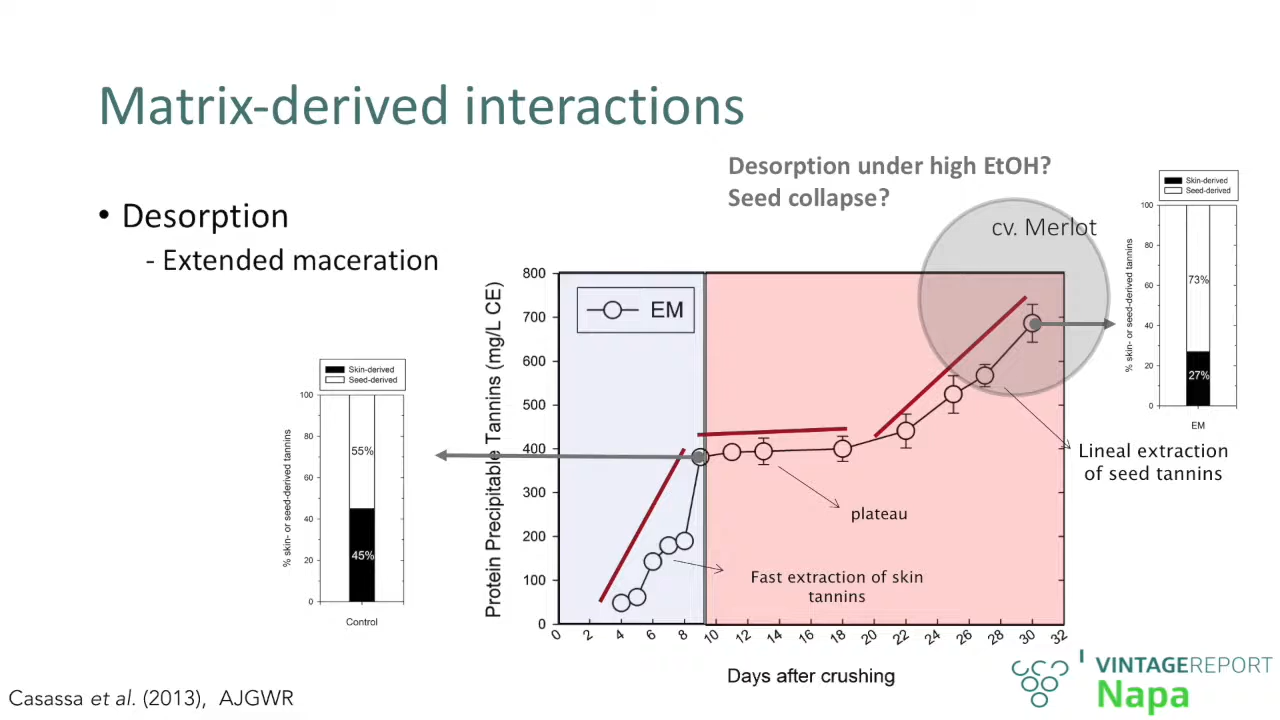 Matrix-derived interactions
• Desorption
- Extended maceration
Desorption under high EtOH?
Seed collapse?
cv. Merlot
Skin-derived
Seed-derived
% skin- or seed-derived tannins
100
80
60
40
20
0
55%
45%
Control
Protein Precipitable Tannins (mg/L CE)
800
700
600
500
400
300
200
100
0
EM
plateau
Fast extraction of skin
tannins
Lineal extraction
of seed tannins
0 2 4 6 8 10 12 14 16 18 20 22 24 26 28 30 32
Days after crushing
Skin-derived
Seed-derived
% skin- or seed-derived tannins
100
80
60
40
20
0
73%
27%
EM
Casassa et al. (2013), AJGWR
VINTAGEREPORT
Napa